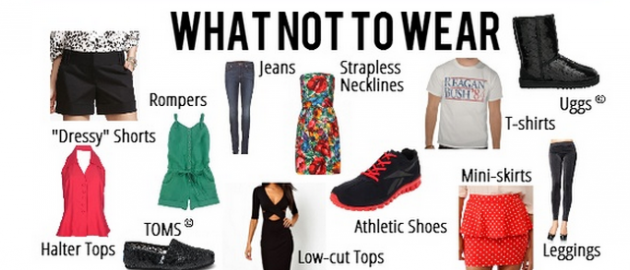 WHAT NOT TO WEAR
Jeans
Strapless
Necklines
Rompers
Uggs ©
"Dressy" Shorts
REAGAN
BUSH
T-shirts
Mini-skirts
TOMS ©
Athletic Shoes
Halter Tops
Low-cut Tops
Leggings